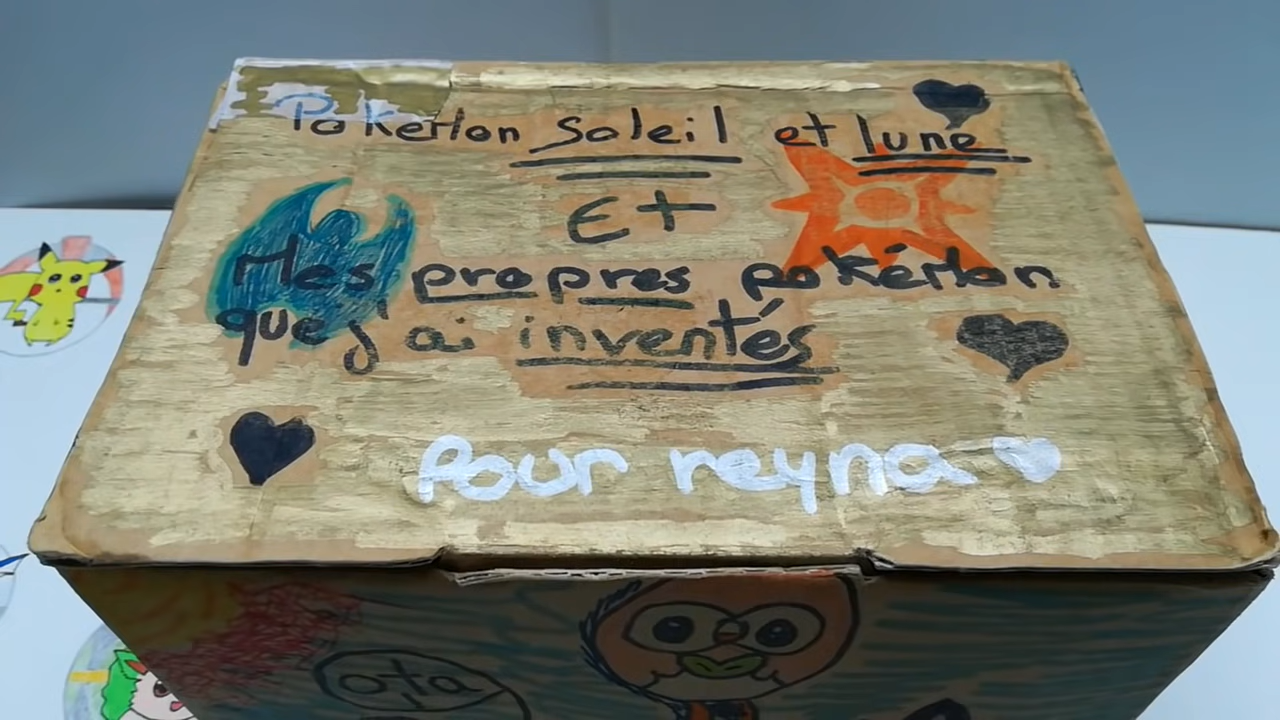 Pokémon Soleil et lune
Et
Mes propres pokémon
que j'ai inventés
Pour reyna